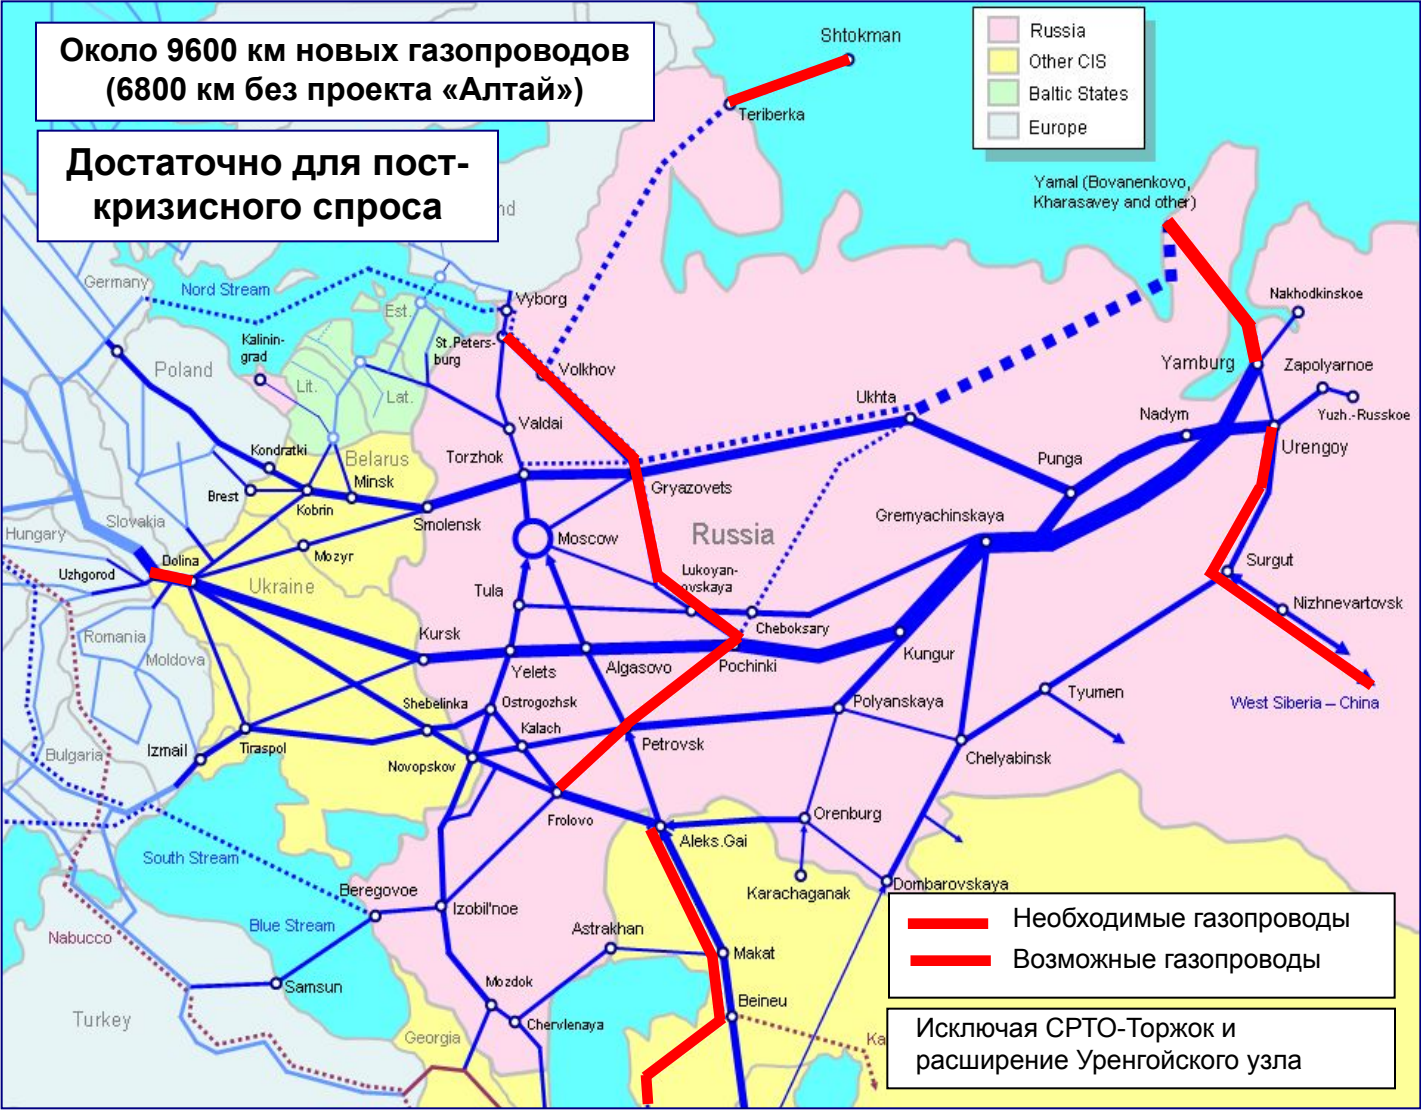 Около 9600 км новых газопроводов
(6800 км без проекта «Алтай»)
Достаточно для пост-
кризисного спроса
nd
Shtokman
Teriberka
Russia
Other CIS
Baltic States
Europe
Yamal (Bovanenkovo,
Kharasavey and other)
Germany
Nord Stream
Vyborg
Est.
Nakhodkinskoe
Kalinin-
grad
St.Peters-
burg
Poland
Volkhov
Yamburg
Zapolyarnoe
Lit.
Lat.
Ukhta
Nadym
Yuzh.-Russkoe
Valdai
Urengoy
Kondratki
Belarus
Torzhok
Punga
Minsk
Brest
Kobrin
Gryazovets
Smolensk
Gremyachinskaya
Slovakia
Hungary
Russia
Moscow
Mozyr
Dolina
Surgut
Uzhgorod
Ukraine
Lukoyan-
ovskaya
Tula
Nizhnevartovsk
Romania
Kursk
Cheboksary
Moldova
Yelets
Algasovo
Pochinki
Kungur
Shebelinka
Ostrogozhsk
Polyanskaya
Tyumen
West Siberia – China
Kalach
Bulgaria
Izmail
Tiraspol
Petrovsk
Chelyabinsk
Novopskov
Frolovo
Orenburg
Aleks.Gai
South Stream
Beregovoe
Karachaganak
Dombarovskaya
Izobil'noe
Blue Stream
Astrakhan
Nabucco
Makat
Необходимые газопроводы
Возможные газопроводы
Samsun
Mozdok
Beineu
Turkey
Chervlenaya
Georgia
Ka
Исключая СРТО-Торжок и
расширение Уренгойского узла